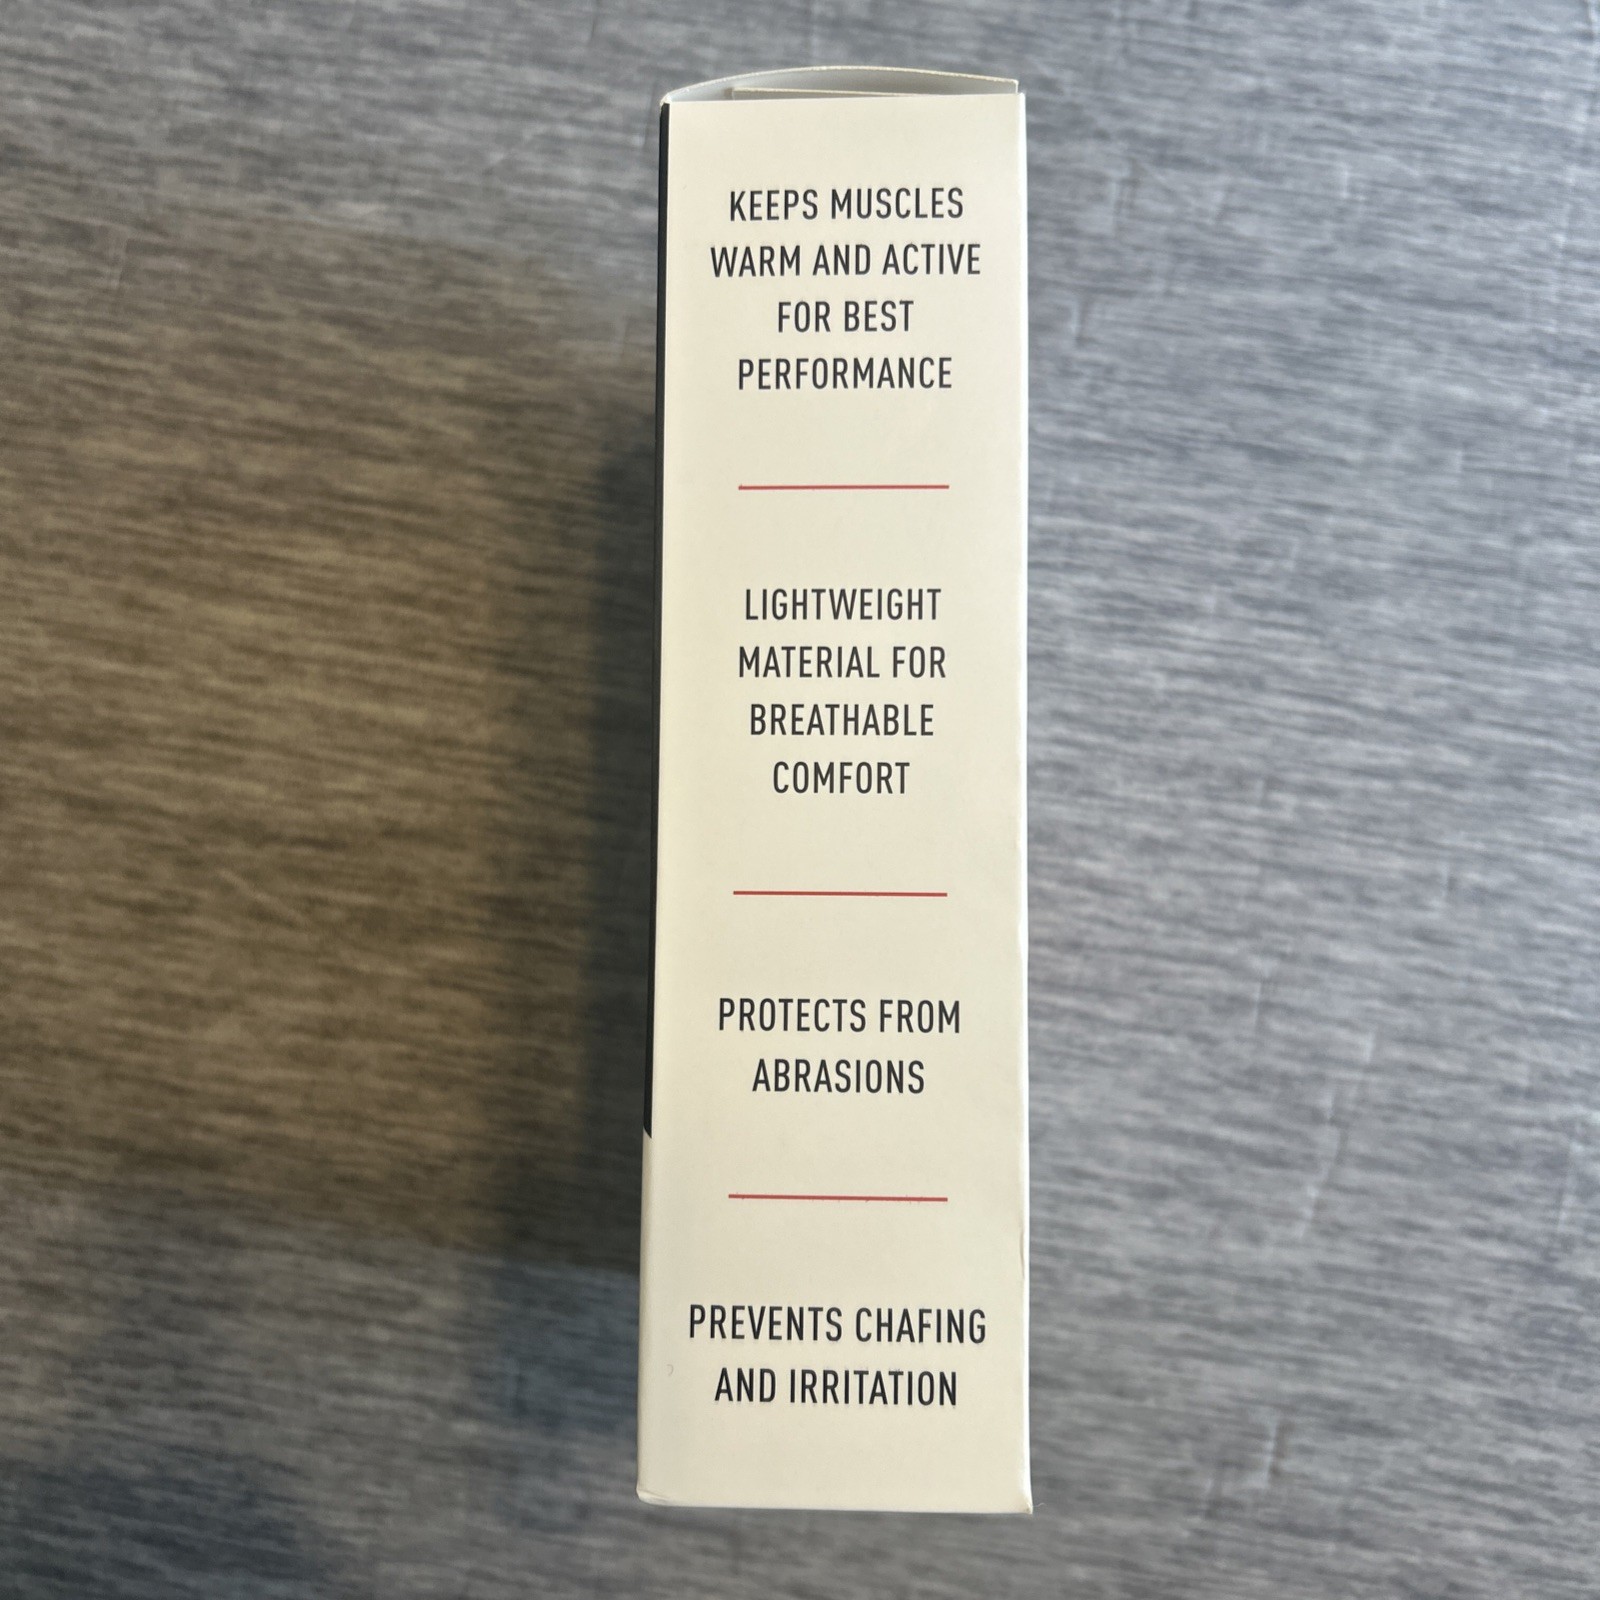 KEEPS MUSCLES
WARM AND ACTIVE
FOR BEST
PERFORMANCE
LIGHTWEIGHT
MATERIAL FOR
BREATHABLE
COMFORT
PROTECTS FROM
ABRASIONS
PREVENTS CHAFING
AND IRRITATION